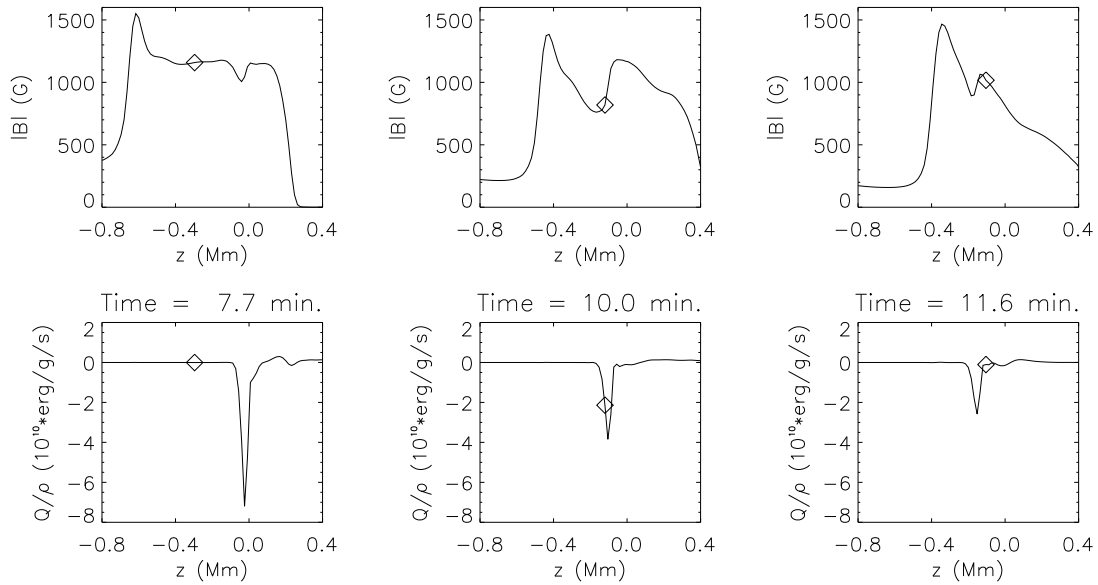 1500
1000
500
0
|B| (G)
−0.8 −0.4 0.0 0.4
z (Mm)
1500
1000
500
0
|B| (G)
−0.8 −0.4 0.0 0.4
z (Mm)
1500
1000
500
0
|B| (G)
−0.8 −0.4 0.0 0.4
z (Mm)
Time = 7.7 min.
2
0
−2
−4
−6
−8
Q/ρ (10¹⁰*erg/g/s)
−0.8 −0.4 0.0 0.4
z (Mm)
Time = 10.0 min.
2
0
−2
−4
−6
−8
Q/ρ (10¹⁰*erg/g/s)
−0.8 −0.4 0.0 0.4
z (Mm)
Time = 11.6 min.
2
0
−2
−4
−6
−8
Q/ρ (10¹⁰*erg/g/s)
−0.8 −0.4 0.0 0.4
z (Mm)